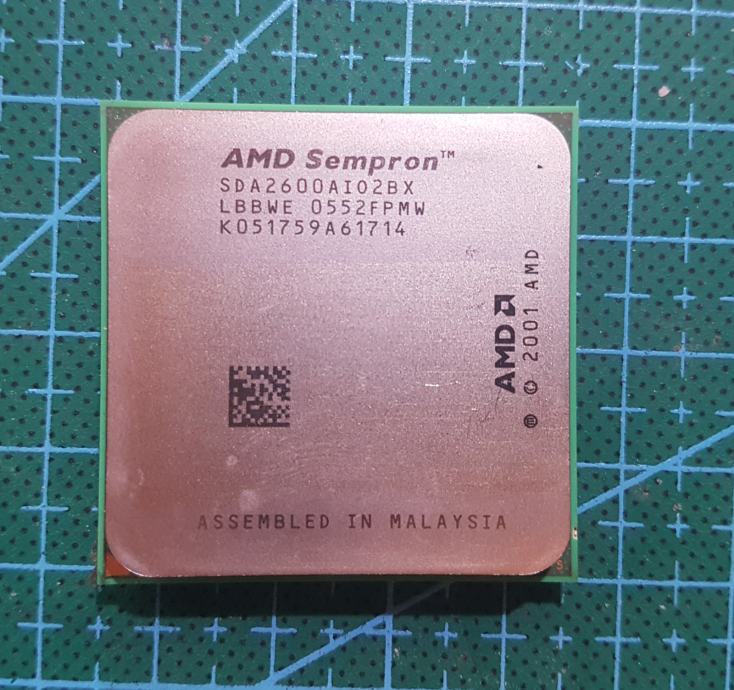 AMD Sempron™
SDA2600AIO2BX
LBBWE 0552FPMW
K051759A61714
AMD
ⓜ © 2001 AMD
ASSEMBLED IN MALAYSIA